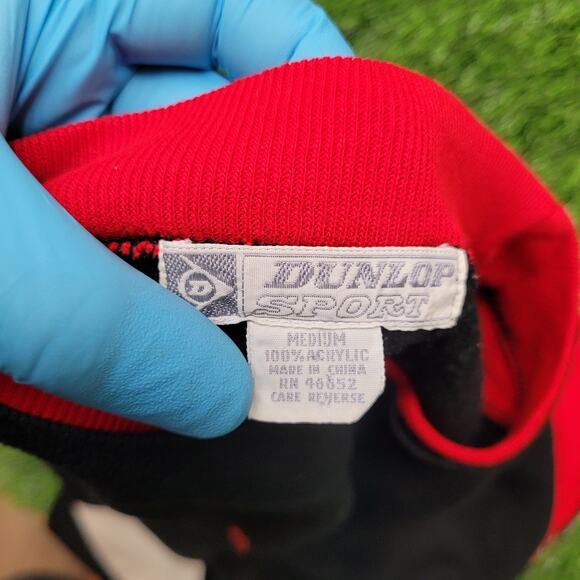 D
DUNLOP
SPORT
MEDIUM
100% ACRYLIC
MADE IN CHINA
RN 46652
CARE REVERSE